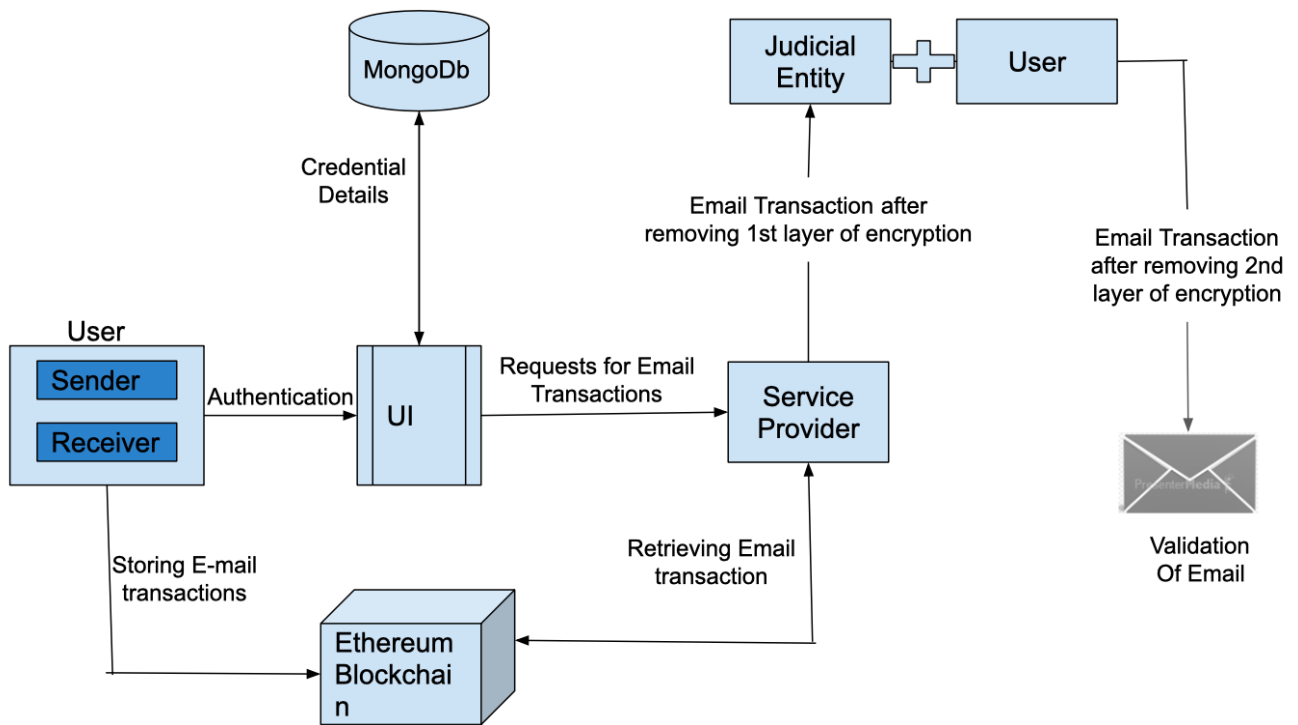 MongoDb
Judicial
Entity
User
Credential
Details
Email Transaction after
removing 1st layer of encryption
Email Transaction
after removing 2nd
layer of encryption
User
Sender
Receiver
Authentication
UI
Requests for Email
Transactions
Service
Provider
PresenterMedia
Storing E-mail
transactions
Retrieving Email
transaction
Validation
Of Email
Ethereum
Blockchai
n